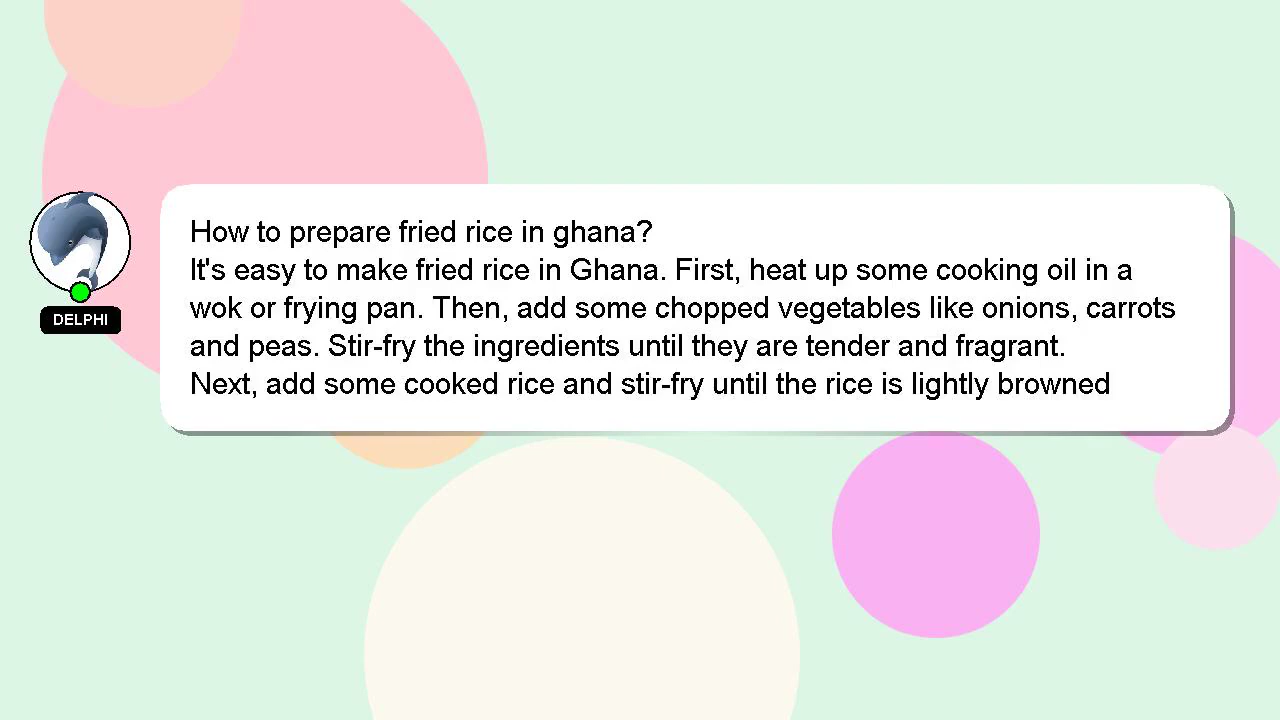 How to prepare fried rice in ghana?
It's easy to make fried rice in Ghana. First, heat up some cooking oil in a
wok or frying pan. Then, add some chopped vegetables like onions, carrots
and peas. Stir-fry the ingredients until they are tender and fragrant.
Next, add some cooked rice and stir-fry until the rice is lightly browned
DELPHI